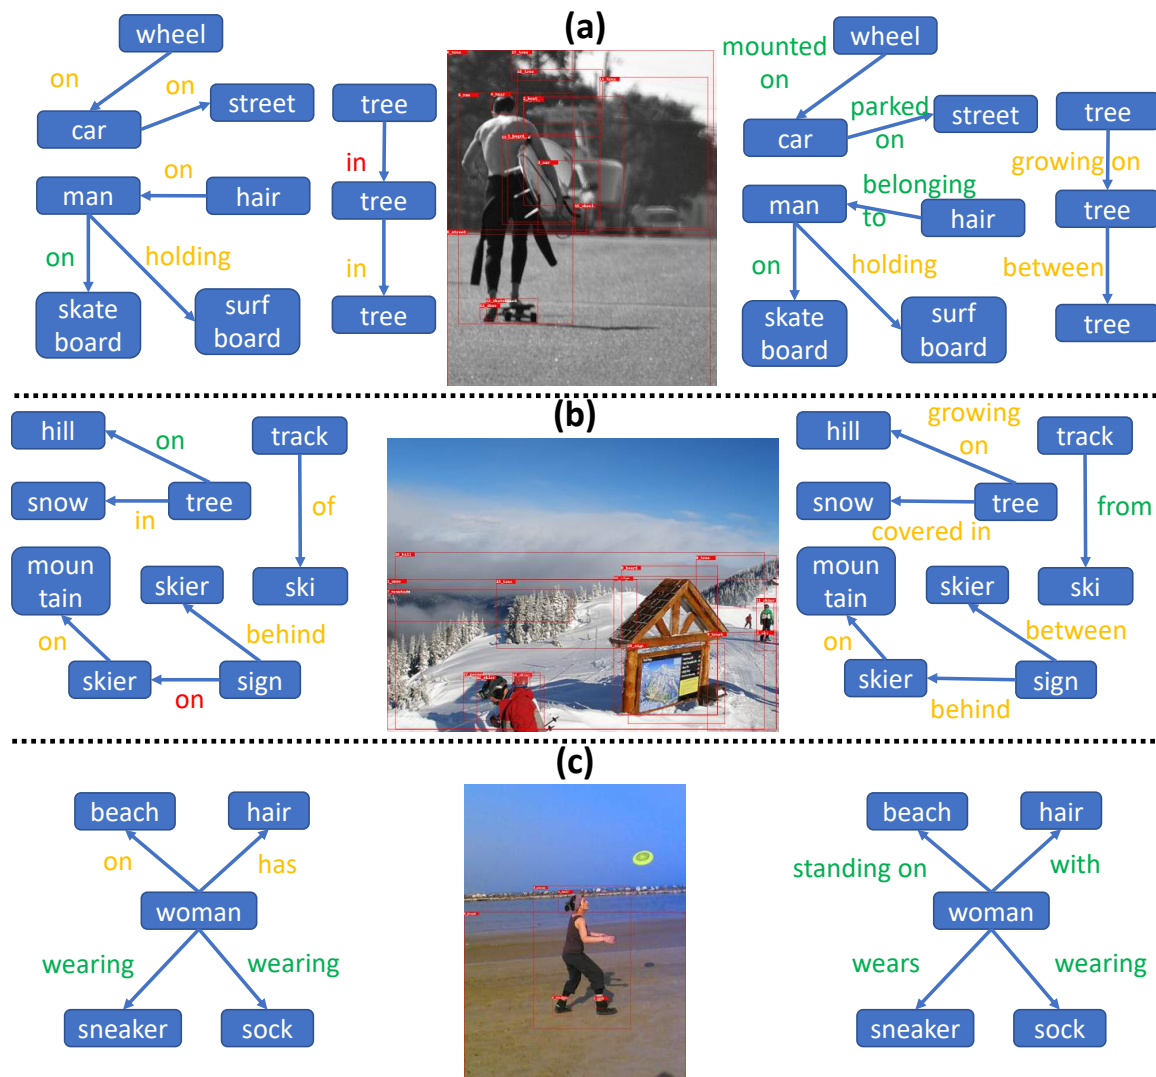 (a)
wheel
on
on
street
car
tree
in
man
on
hair
tree
on
holding
in
skate
board
surf
board
tree
mounted
on
wheel
parked
on
street
car
tree
growing on
man
belonging
to
hair
tree
on
holding
between
skate
board
surf
board
tree
(b)
hill
on
track
snow
tree
in
of
moun
tain
skier
ski
on
behind
skier
sign
on
hill
growing
on
track
snow
tree
covered in
from
moun
tain
skier
ski
on
between
skier
sign
behind
(c)
beach
hair
on
has
woman
wearing
wearing
sneaker
sock
beach
hair
standing on
with
woman
wears
wearing
sneaker
sock